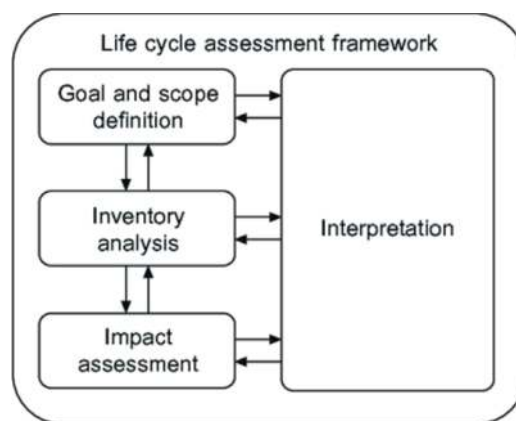 Life cycle assessment framework
Goal and scope
definition
Inventory
analysis
Impact
assessment
Interpretation